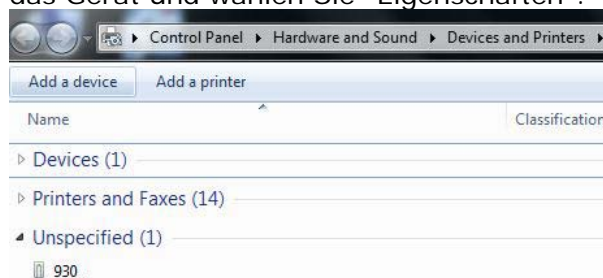 das Gerät und wählen Sie "Eigenschaften".
Control Panel Hardware and Sound Devices and Printers
Add a device Add a printer
Name Classification
Devices (1)
Printers and Faxes (14)
Unspecified (1)
930